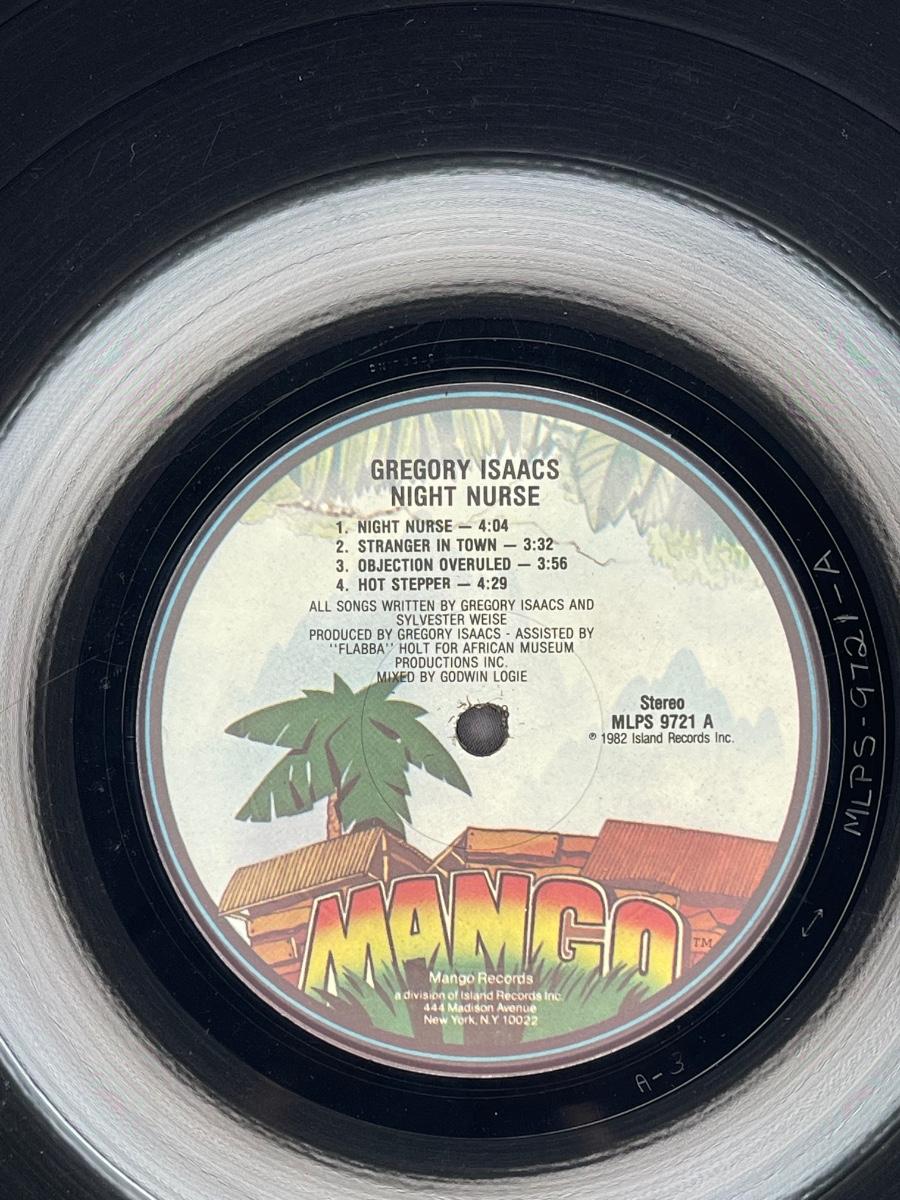 GREGORY ISAACS
NIGHT NURSE
1. NIGHT NURSE — 4:04
2. STRANGER IN TOWN — 3:32
3. OBJECTION OVERULED — 3:56
4. HOT STEPPER — 4:29
ALL SONGS WRITTEN BY GREGORY ISAACS AND
SYLVESTER WEISE
PRODUCED BY GREGORY ISAACS - ASSISTED BY
''FLABBA'' HOLT FOR AFRICAN MUSEUM
PRODUCTIONS INC.
MIXED BY GODWIN LOGIE
Stereo
MLPS 9721 A
℗ 1982 Island Records Inc.
MANGO TM
Mango Records
a division of Island Records Inc.
444 Madison Avenue
New York, N.Y. 10022
MLPS-9721-A
A-3